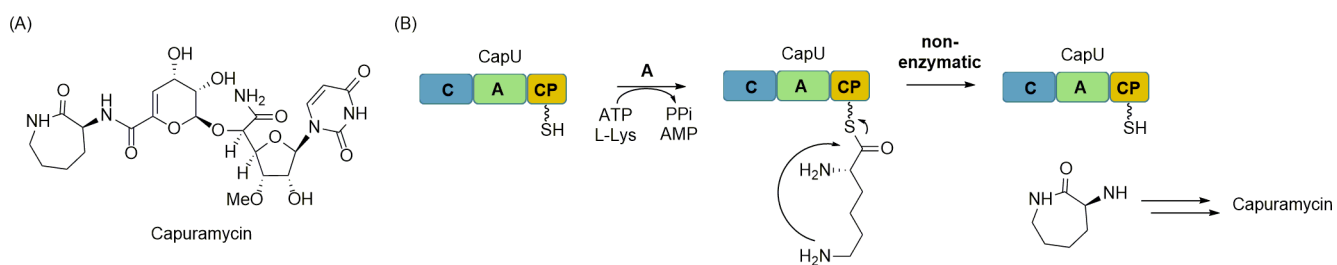 (A)
OH
OH
O
H
N
NH₂
O
O
NH
HN
O
O
O
N
O
H
O
H
MeO
OH
Capuramycin
(B)
CapU
C A CP
SH
A
ATP PPi
L-Lys AMP
CapU
C A CP
S
O
H₂N
H₂N
non-
enzymatic
CapU
C A CP
SH
O
NH
NH
Capuramycin